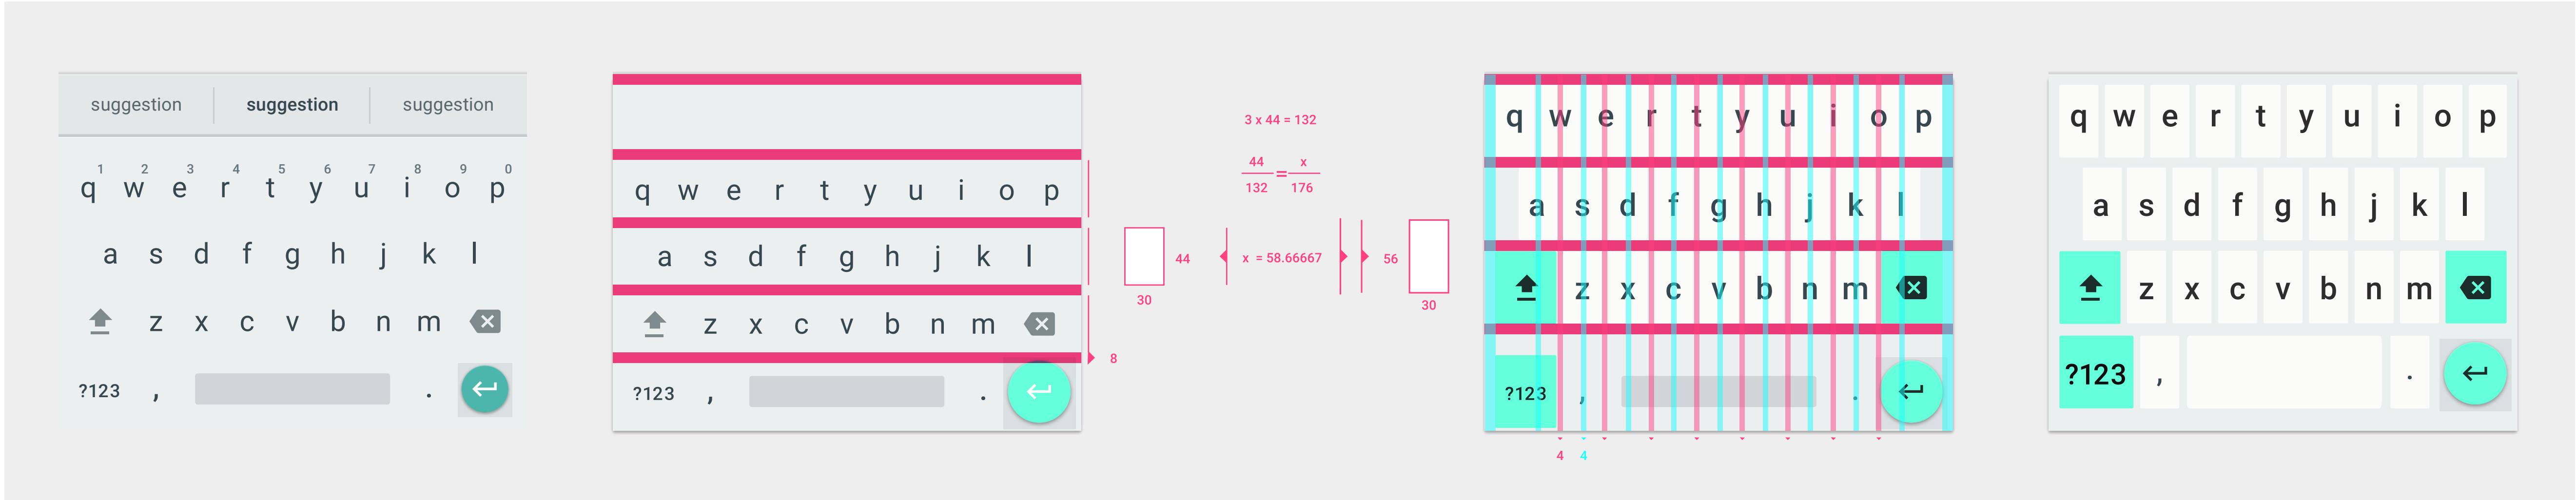 suggestion suggestion suggestion
1 2 3 4 5 6 7 8 9 0
q w e r t y u i o p
a s d f g h j k l
z x c v b n m
?123 , .
q w e r t y u i o p
a s d f g h j k l
z x c v b n m
?123 , .
8
3 x 44 = 132
44 = x
132 176
44
30
x = 58.66667
56
30
q w e r t y u i o p
a s d f g h j k l
z x c v b n m
?123 , .
4 4
q w e r t y u i o p
a s d f g h j k l
z x c v b n m
?123 , .